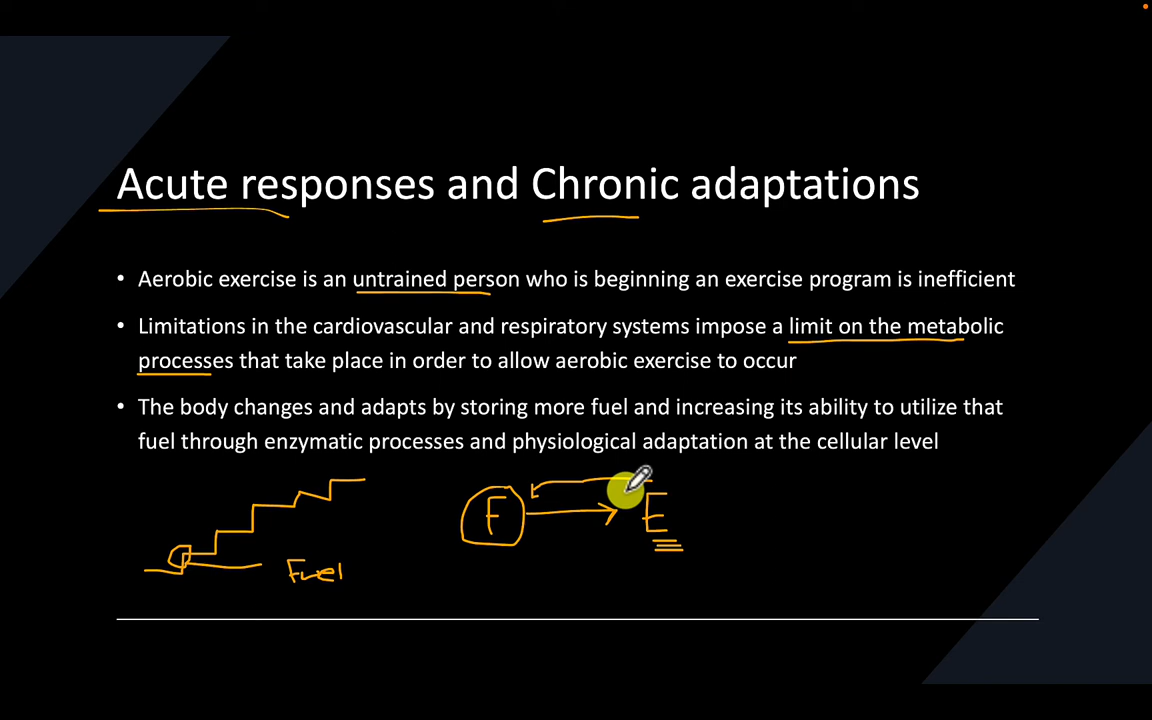 Acute responses and Chronic adaptations
• Aerobic exercise is an untrained person who is beginning an exercise program is inefficient
• Limitations in the cardiovascular and respiratory systems impose a limit on the metabolic
processes that take place in order to allow aerobic exercise to occur
• The body changes and adapts by storing more fuel and increasing its ability to utilize that
fuel through enzymatic processes and physiological adaptation at the cellular level
F E
Fuel